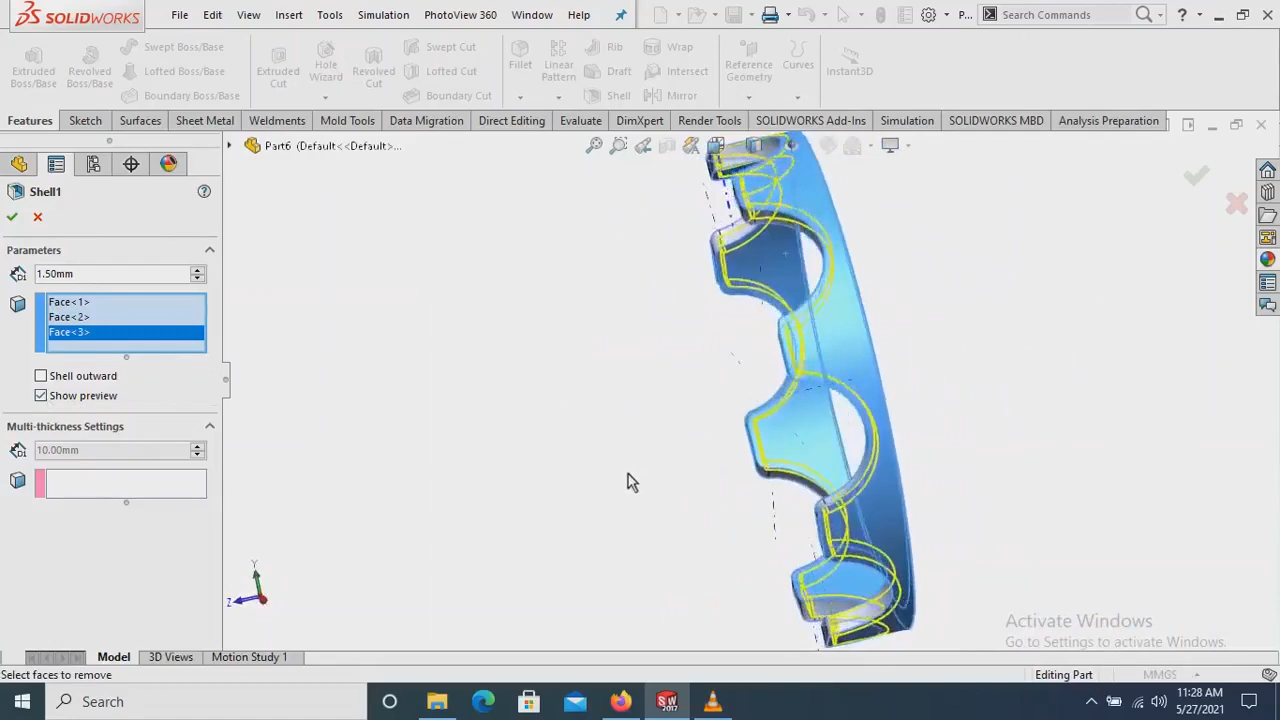 SOLIDWORKS File Edit View Insert Tools Simulation PhotoView 360 Window Help P... Search Commands ?
Extruded Boss/Base
Revolved Boss/Base
Swept Boss/Base
Lofted Boss/Base
Boundary Boss/Base
Extruded Cut
Hole Wizard
Revolved Cut
Swept Cut
Lofted Cut
Boundary Cut
Fillet
Linear Pattern
Rib
Draft
Shell
Wrap
Intersect
Mirror
Reference Geometry
Curves
Instant3D
Features Sketch Surfaces Sheet Metal Weldments Mold Tools Data Migration Direct Editing Evaluate DimXpert Render Tools SOLIDWORKS Add-Ins Simulation SOLIDWORKS MBD Analysis Preparation
Part6 (Default<<Default>...
Shell1
Parameters
1.50mm
Face<1>
Face<2>
Face<3>
Shell outward
Show preview
Multi-thickness Settings
10.00mm
Y
Z
Activate Windows
Go to Settings to activate Windows.
Model 3D Views Motion Study 1
Select faces to remove Editing Part MMGS
Search
SW 2017
11:28 AM
5/27/2021